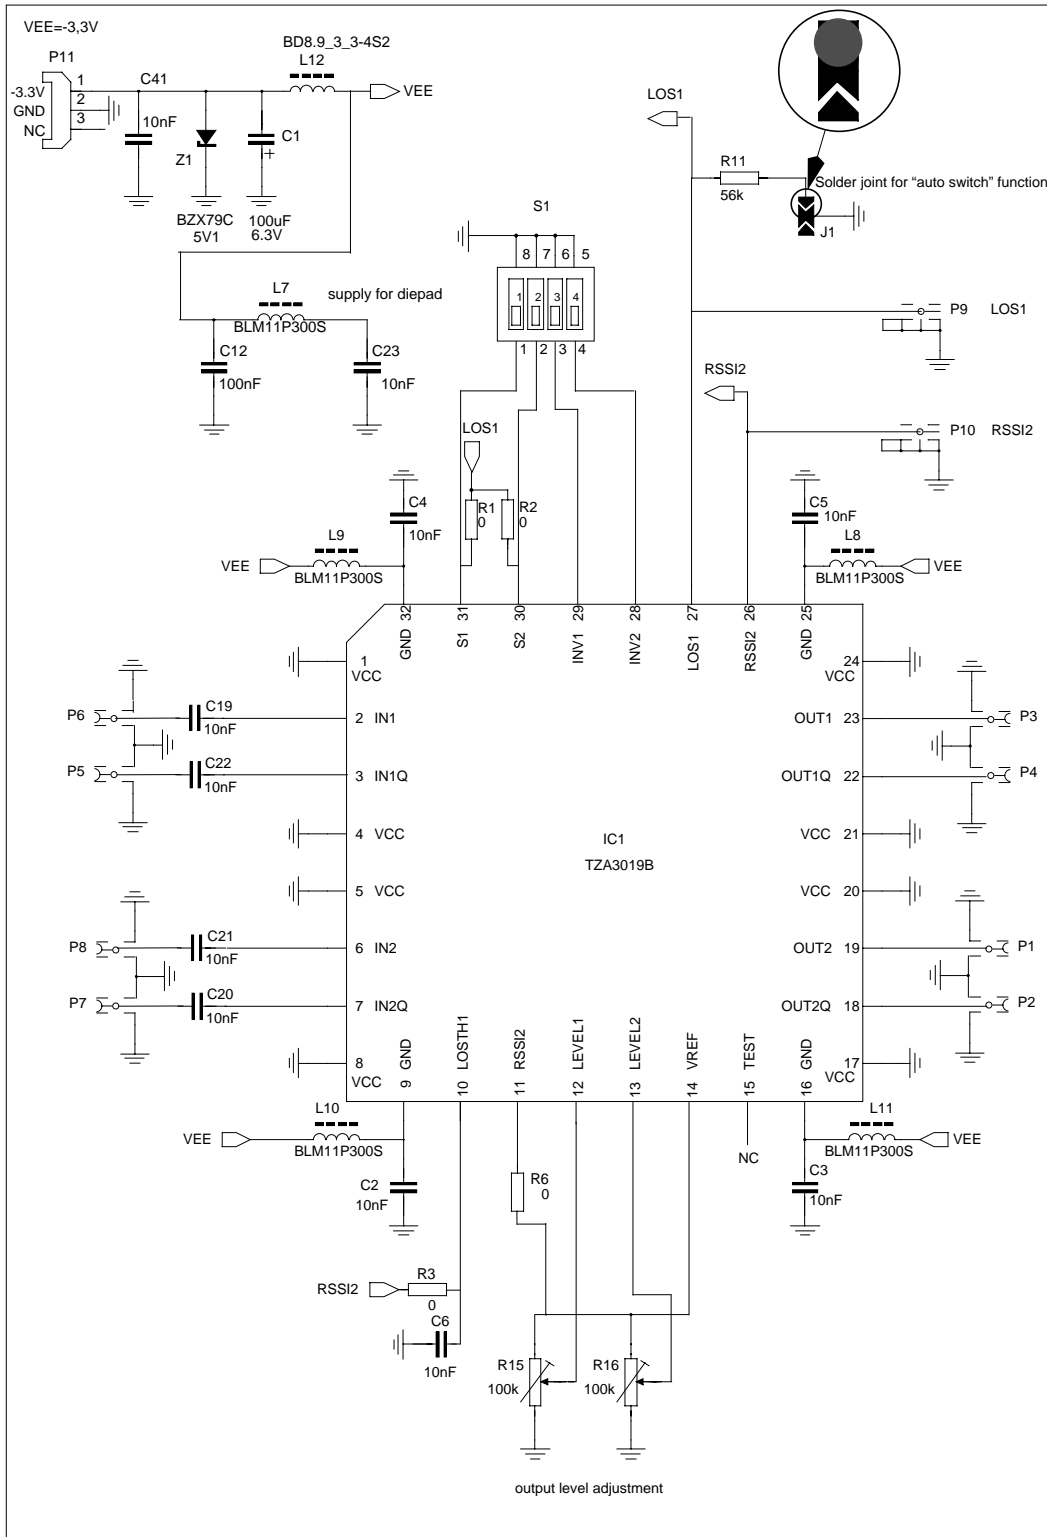 VEE=-3,3V
P11
-3.3V
GND
NC
1
2
3
C41
10nF
Z1
BZX79C
5V1
C1
+
100uF
6.3V
BD8.9_3_3-4S2
L12
VEE
L7
BLM11P300S
supply for diepad
C12
100nF
C23
10nF
S1
8 7 6 5
1 2 3 4
1 2 3 4
LOS1
R11
56k
Solder joint for “auto switch” function
J1
P9 LOS1
RSSI2
P10 RSSI2
LOS1
R1
0
R2
0
C4
10nF
L9
VEE
BLM11P300S
C5
10nF
L8
BLM11P300S
VEE
GND 32
S1 31
S2 30
INV1 29
INV2 28
LOS1 27
RSSI2 26
GND 25
1
VCC
24
VCC
P6
C19
10nF
2 IN1
OUT1 23
P3
P5
C22
10nF
3 IN1Q
OUT1Q 22
P4
4 VCC
VCC 21
IC1
TZA3019B
5 VCC
VCC 20
P8
C21
10nF
6 IN2
OUT2 19
P1
P7
C20
10nF
7 IN2Q
OUT2Q 18
P2
8
VCC
17
VCC
9 GND
10 LOSTH1
11 RSSI2
12 LEVEL1
13 LEVEL2
14 VREF
15 TEST
16 GND
L10
VEE
BLM11P300S
C2
10nF
L11
VEE
BLM11P300S
C3
10nF
NC
R6
0
RSSI2
R3
0
C6
10nF
R15
100k
R16
100k
output level adjustment